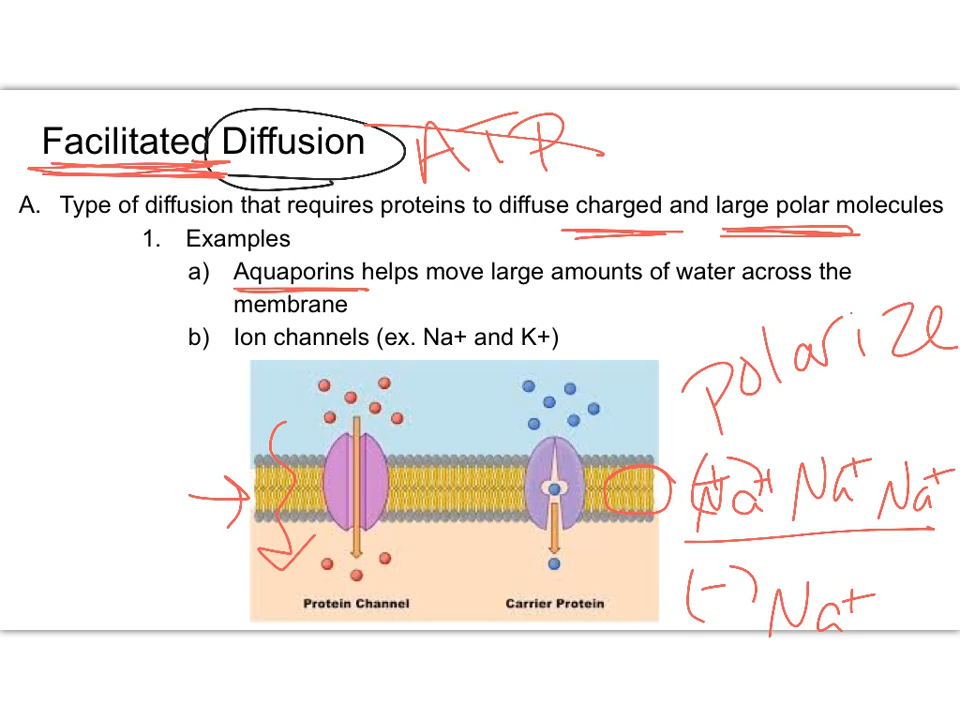 Facilitated Diffusion ATP
A. Type of diffusion that requires proteins to diffuse charged and large polar molecules
1. Examples
a) Aquaporins helps move large amounts of water across the
membrane
b) Ion channels (ex. Na+ and K+)
polarize
(+) Na+ Na+ Na+
(-) Na+
Protein Channel
Carrier Protein